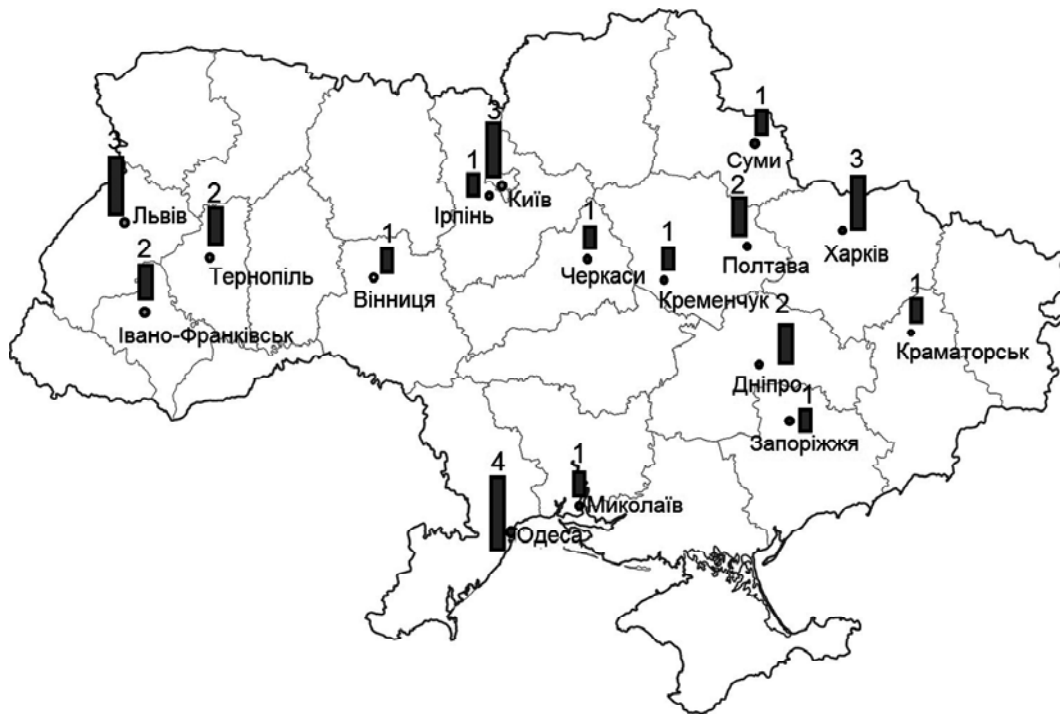 1
Суми
3
Київ
1
Ірпінь
3
Львів
2
Тернопіль
2
Івано-Франківськ
1
Вінниця
1
Черкаси
1
Кременчук
2
Полтава
3
Харків
1
Краматорськ
2
Дніпро
1
Запоріжжя
1
Миколаїв
4
Одеса